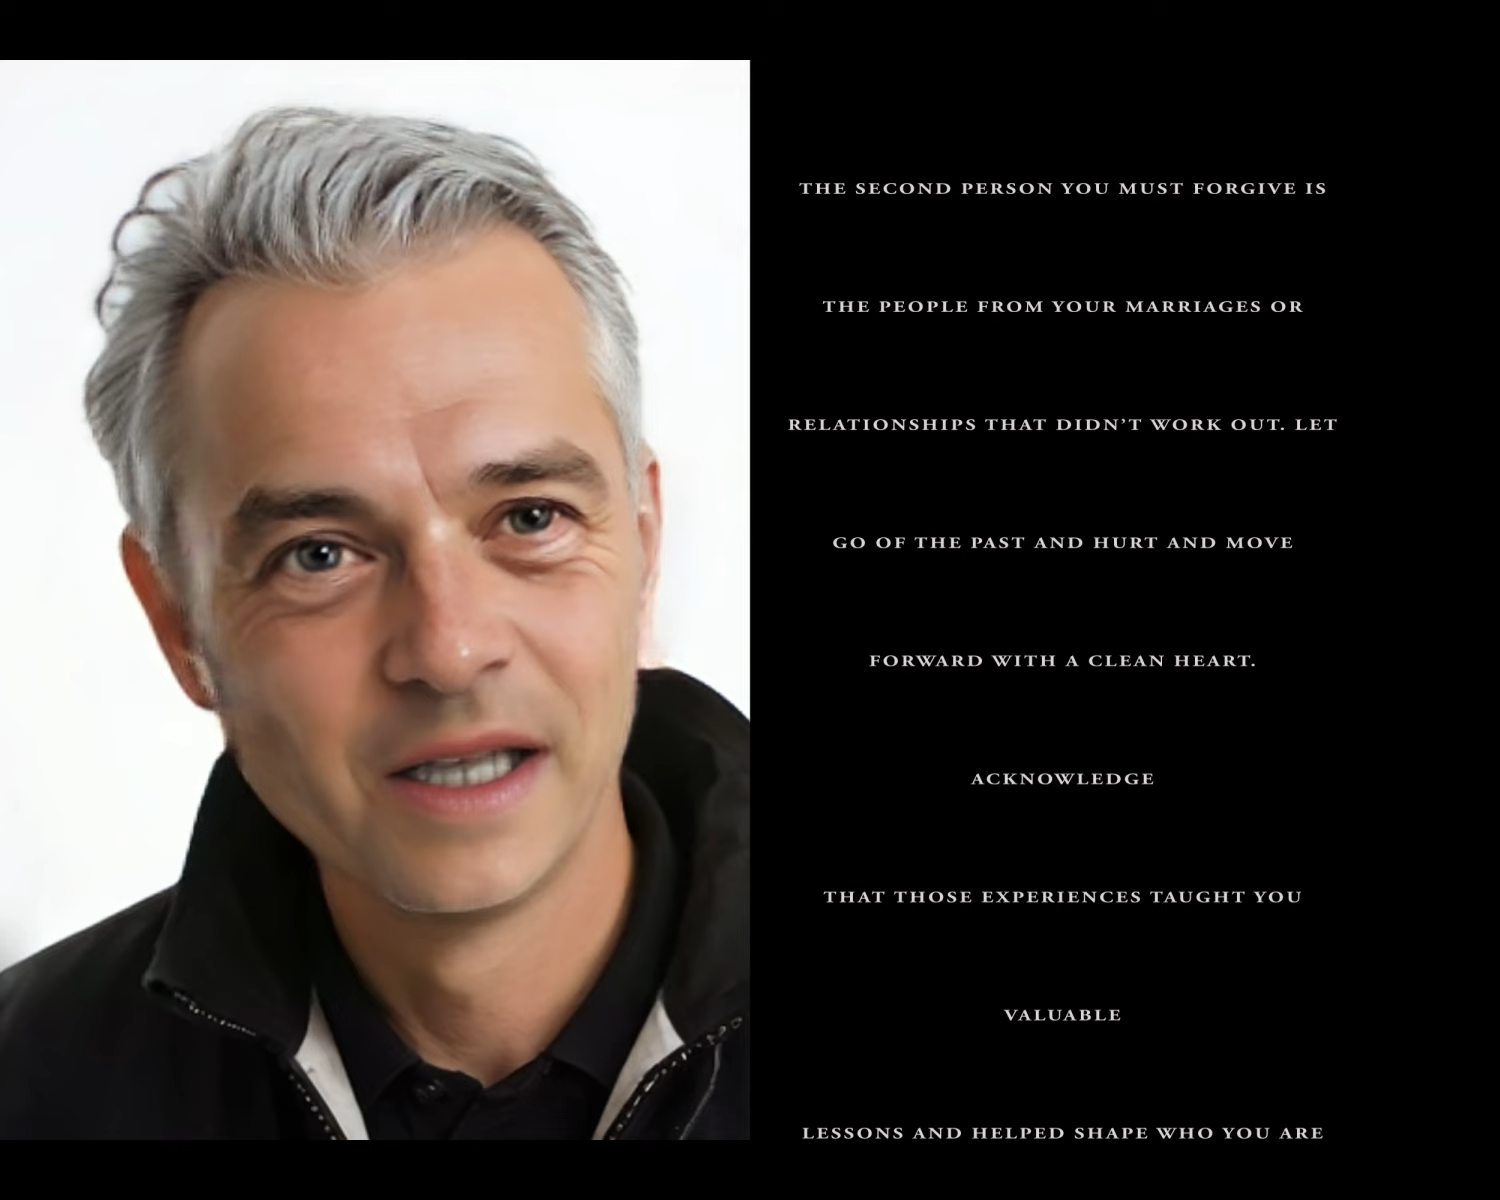 THE SECOND PERSON YOU MUST FORGIVE IS
THE PEOPLE FROM YOUR MARRIAGES OR
RELATIONSHIPS THAT DIDN’T WORK OUT. LET
GO OF THE PAST AND HURT AND MOVE
FORWARD WITH A CLEAN HEART.
ACKNOWLEDGE
THAT THOSE EXPERIENCES TAUGHT YOU
VALUABLE
LESSONS AND HELPED SHAPE WHO YOU ARE